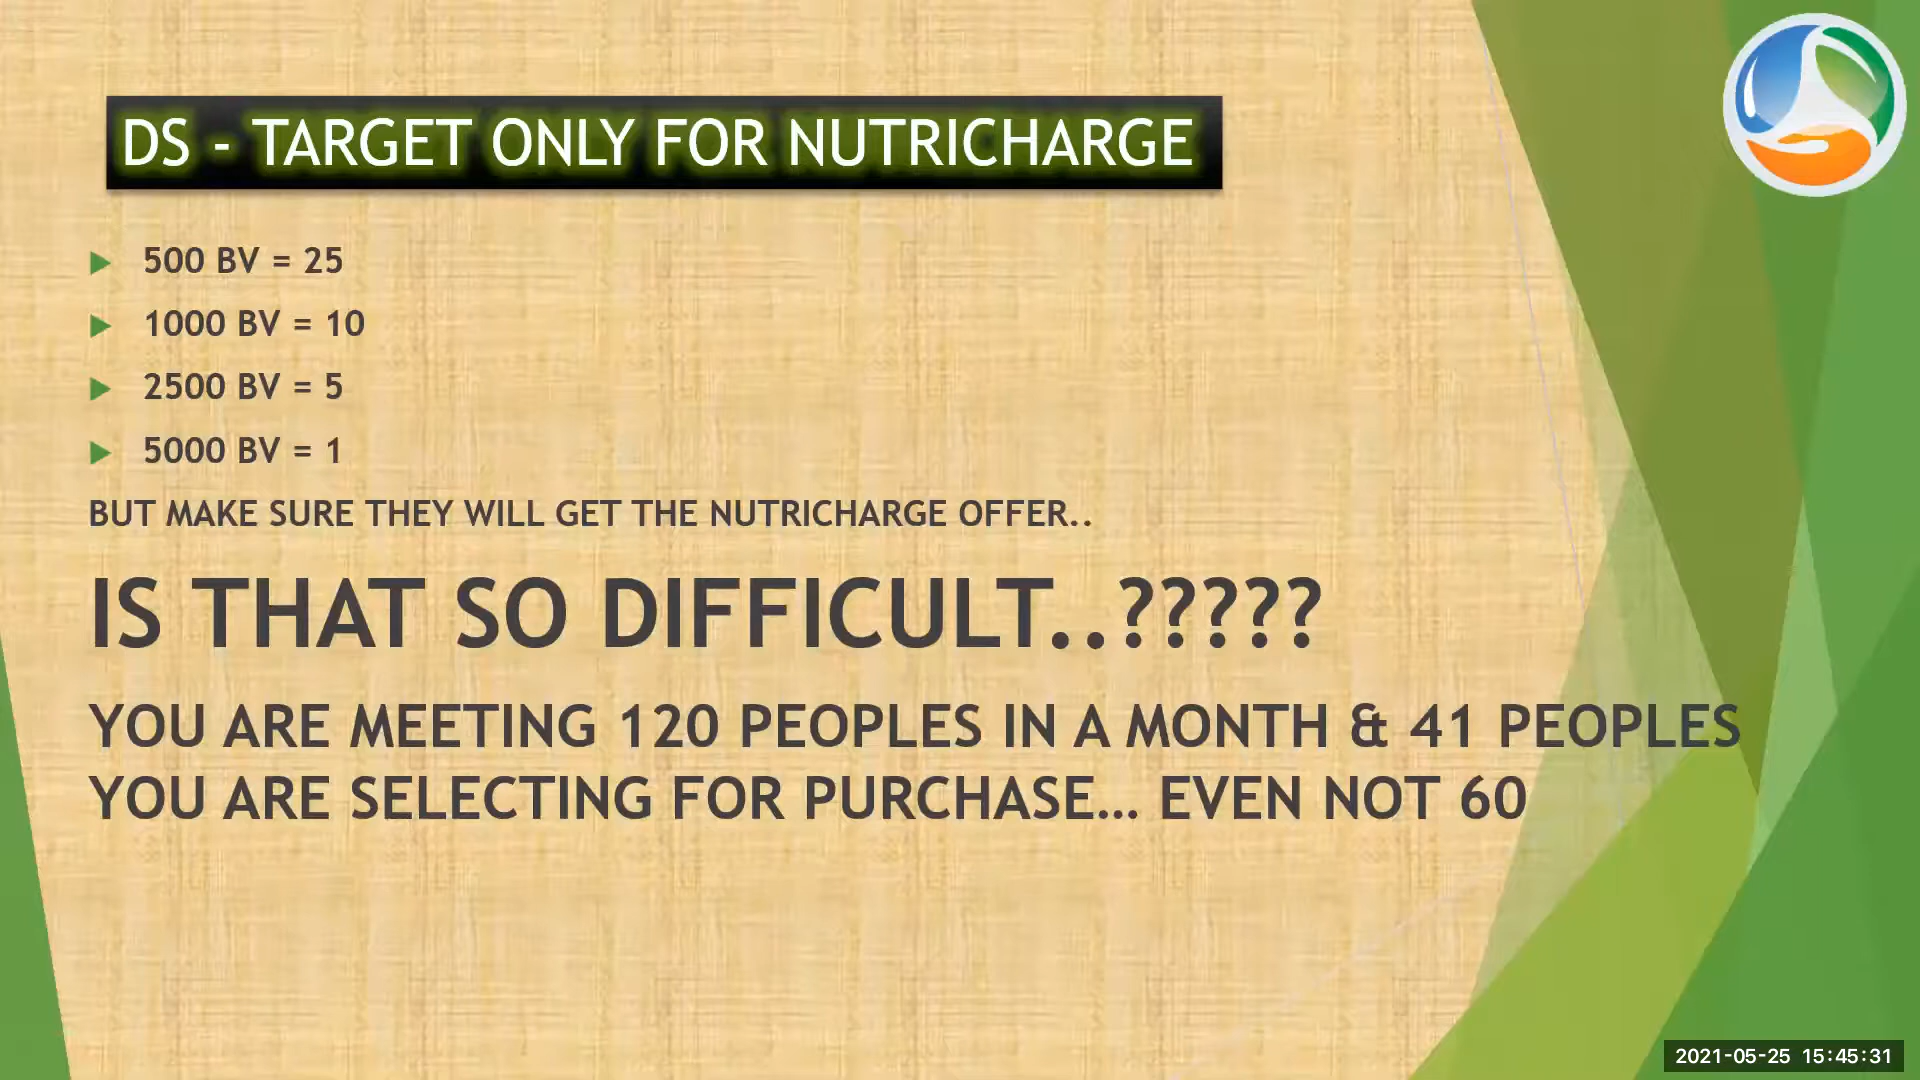 DS - TARGET ONLY FOR NUTRICHARGE
500 BV = 25
1000 BV = 10
2500 BV = 5
5000 BV = 1
BUT MAKE SURE THEY WILL GET THE NUTRICHARGE OFFER..
IS THAT SO DIFFICULT..?????
YOU ARE MEETING 120 PEOPLES IN A MONTH & 41 PEOPLES
YOU ARE SELECTING FOR PURCHASE... EVEN NOT 60
2021-05-25 15:45:31